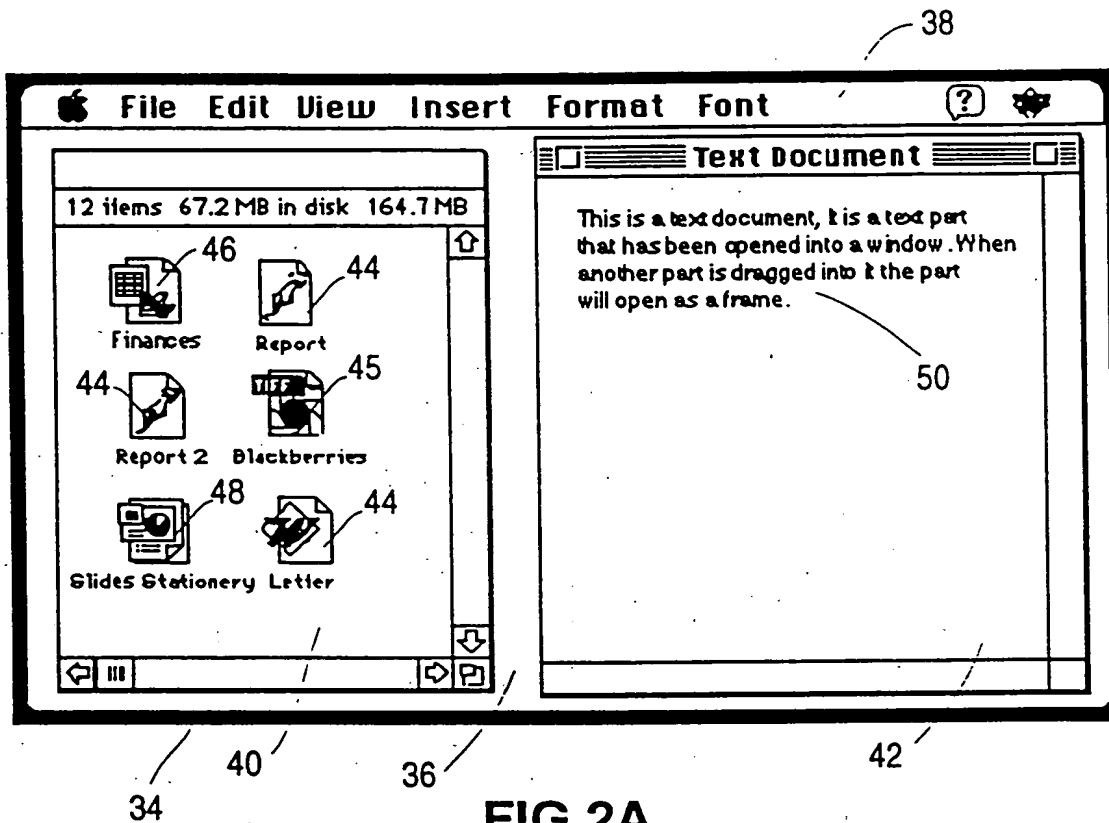 38
File Edit View Insert Format Font ?
Text Document
12 items 67.2 MB in disk 164.7 MB
This is a text document, it is a text part
that has been opened into a window. When
another part is dragged into it the part
will open as a frame.
50
46
44
Finances
Report
44
TIFF
45
Report 2
Blackberries
48
44
Slides Stationery
Letter
34
40
36
42
FIG 2A